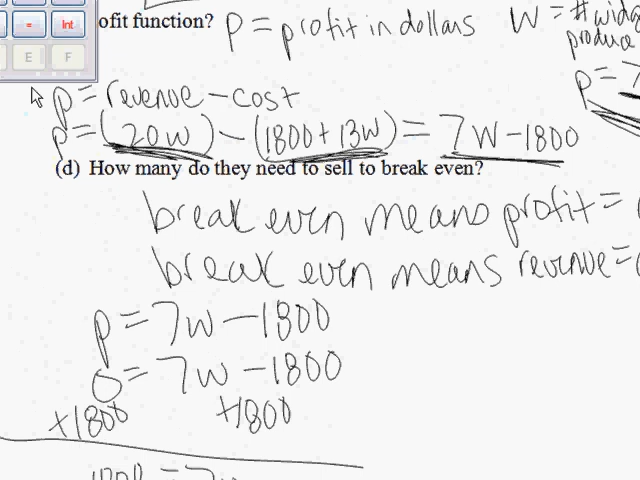 = Int
E F
ofit function? p = profit in dollars W = #
produce
p =
p = revenue - cost
p = (20w) - (1800 + 13w) = 7w - 1800
(d) How many do they need to sell to break even?
break even means profit =
break even means revenue =
p = 7w - 1800
0 = 7w - 1800
+1800 +1800